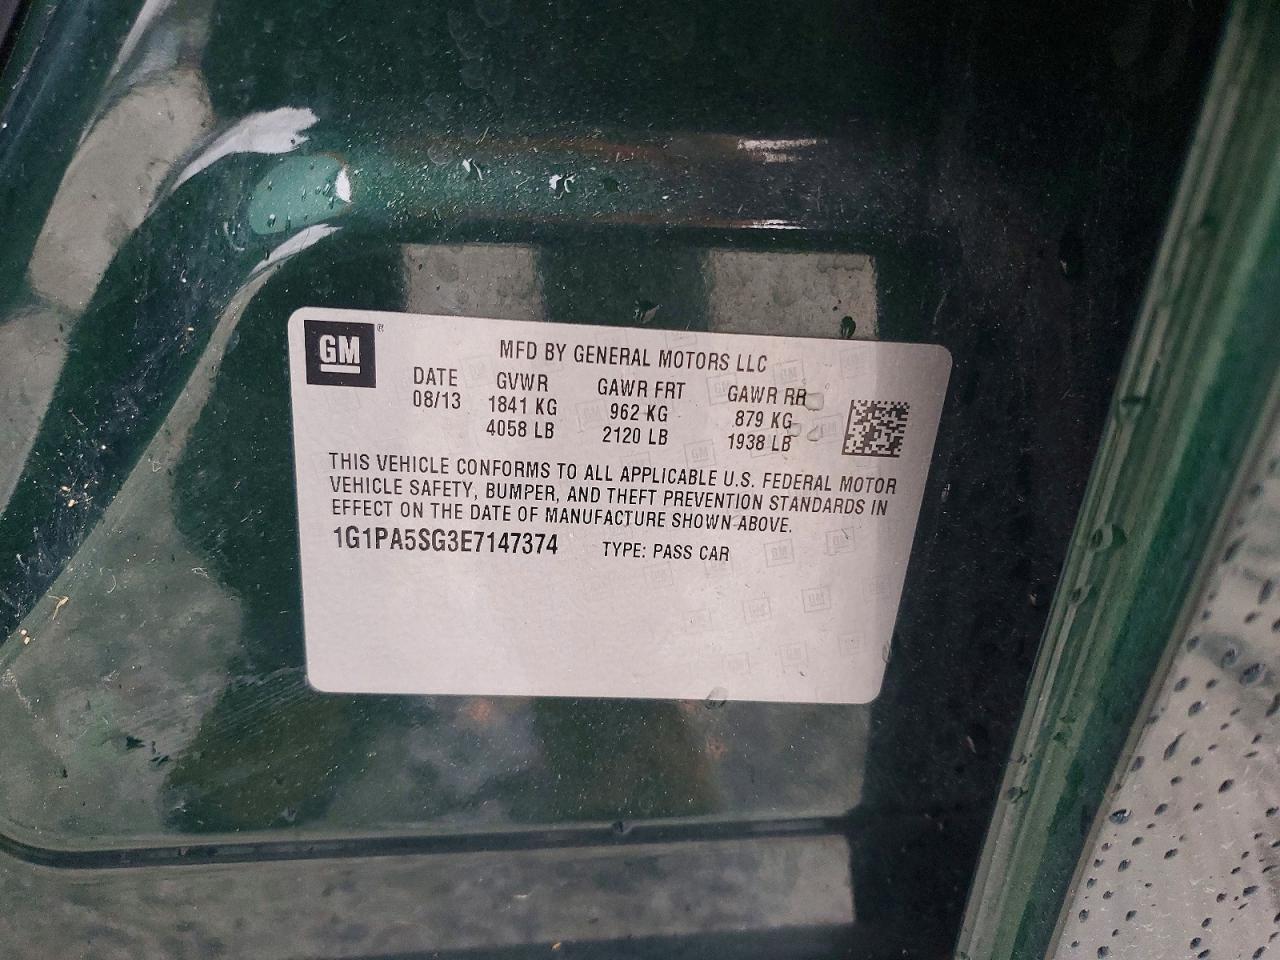 GM®
MFD BY GENERAL MOTORS LLC
DATE GVWR GAWR FRT GAWR RR
08/13 1841 KG 962 KG 879 KG
4058 LB 2120 LB 1938 LB
THIS VEHICLE CONFORMS TO ALL APPLICABLE U.S. FEDERAL MOTOR
VEHICLE SAFETY, BUMPER, AND THEFT PREVENTION STANDARDS IN
EFFECT ON THE DATE OF MANUFACTURE SHOWN ABOVE.
1G1PA5SG3E7147374 TYPE: PASS CAR